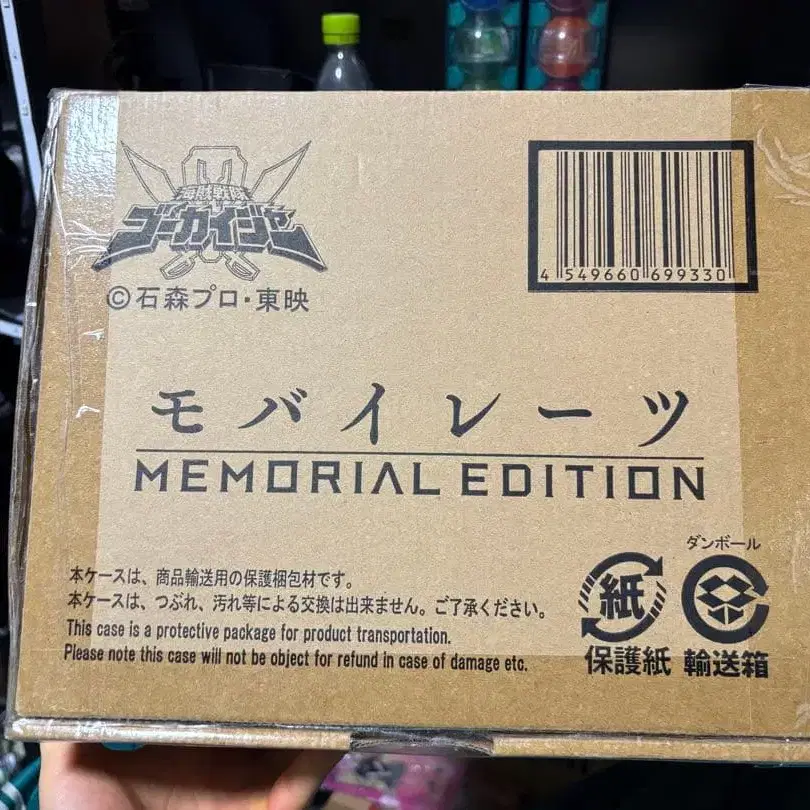 海賊戦隊
ゴーカイジャー
©石森プロ・東映
4 549660 699330
モバイレーツ
MEMORIAL EDITION
本ケースは、商品輸送用の保護梱包材です。
本ケースは、つぶれ、汚れ等による交換は出来ません。ご了承ください。
This case is a protective package for product transportation.
Please note this case will not be object for refund in case of damage etc.
紙
保護紙
ダンボール
輸送箱